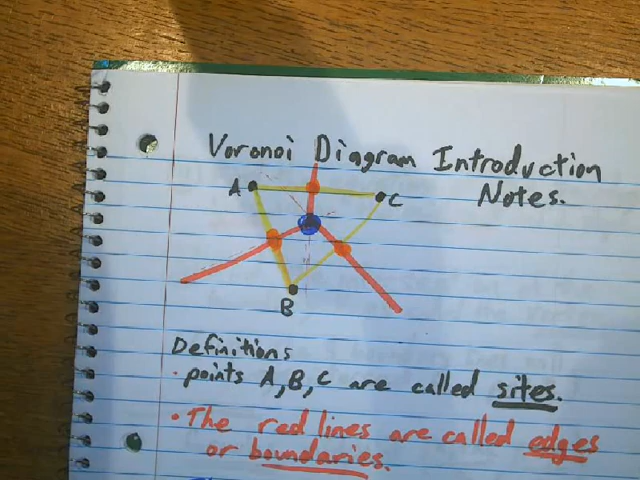 Voronoi Diagram Introduction
Notes.
A
C
B
Definitions
· points A,B,C are called sites.
• The red lines are called edges
or boundaries.